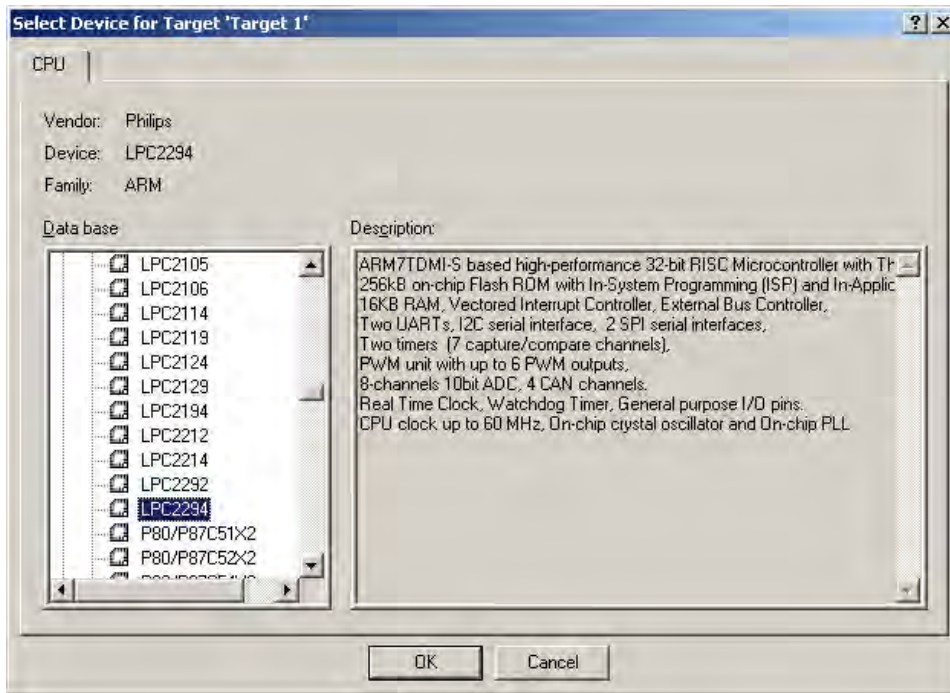 Select Device for Target 'Target 1'
CPU
Vendor: Philips
Device: LPC2294
Family: ARM
Data base
Description:
LPC2105
LPC2106
LPC2114
LPC2119
LPC2124
LPC2129
LPC2194
LPC2212
LPC2214
LPC2292
LPC2294
P80/P87C51X2
P80/P87C52X2
ARM7TDMI-S based high-performance 32-bit RISC Microcontroller with Th
256kB on-chip Flash ROM with In-System Programming (ISP) and In-Applic
16KB RAM, Vectored Interrupt Controller, External Bus Controller,
Two UARTs, I2C serial interface, 2 SPI serial interfaces,
Two timers (7 capture/compare channels),
PWM unit with up to 6 PWM outputs,
8-channels 10bit ADC, 4 CAN channels.
Real Time Clock, Watchdog Timer, General purpose I/O pins.
CPU clock up to 60 MHz, On-chip crystal oscillator and On-chip PLL
OK
Cancel